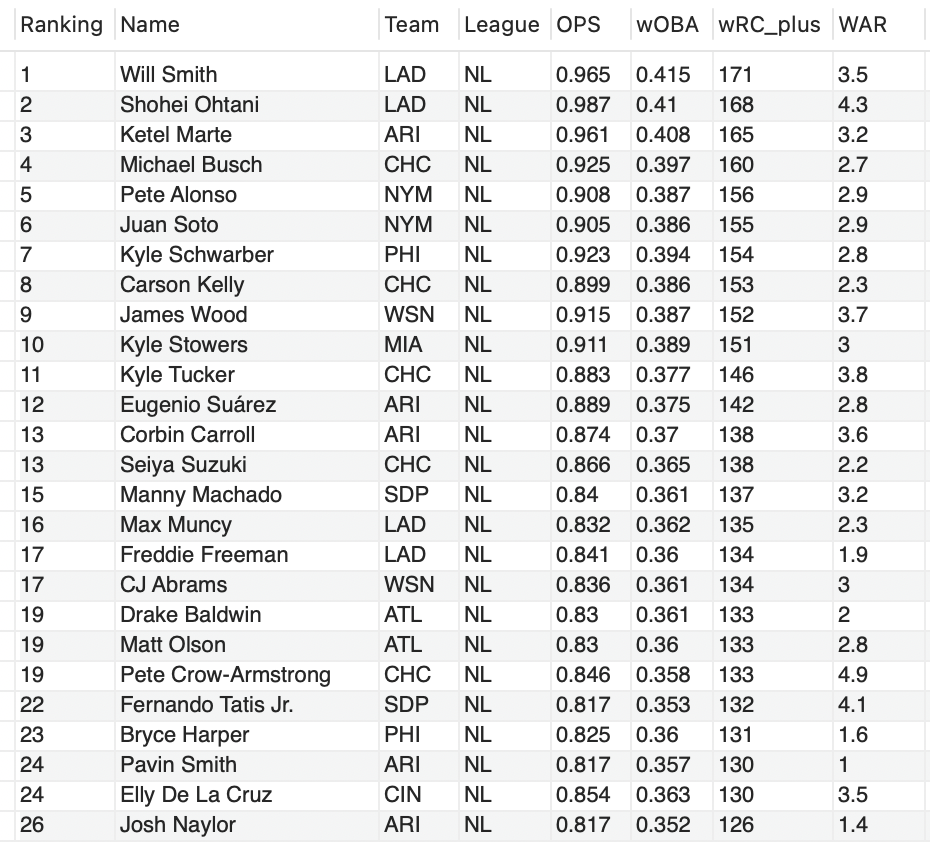 Ranking Name Team League OPS wOBA wRC_plus WAR
1 Will Smith LAD NL 0.965 0.415 171 3.5
2 Shohei Ohtani LAD NL 0.987 0.41 168 4.3
3 Ketel Marte ARI NL 0.961 0.408 165 3.2
4 Michael Busch CHC NL 0.925 0.397 160 2.7
5 Pete Alonso NYM NL 0.908 0.387 156 2.9
6 Juan Soto NYM NL 0.905 0.386 155 2.9
7 Kyle Schwarber PHI NL 0.923 0.394 154 2.8
8 Carson Kelly CHC NL 0.899 0.386 153 2.3
9 James Wood WSN NL 0.915 0.387 152 3.7
10 Kyle Stowers MIA NL 0.911 0.389 151 3
11 Kyle Tucker CHC NL 0.883 0.377 146 3.8
12 Eugenio Suárez ARI NL 0.889 0.375 142 2.8
13 Corbin Carroll ARI NL 0.874 0.37 138 3.6
13 Seiya Suzuki CHC NL 0.866 0.365 138 2.2
15 Manny Machado SDP NL 0.84 0.361 137 3.2
16 Max Muncy LAD NL 0.832 0.362 135 2.3
17 Freddie Freeman LAD NL 0.841 0.36 134 1.9
17 CJ Abrams WSN NL 0.836 0.361 134 3
19 Drake Baldwin ATL NL 0.83 0.361 133 2
19 Matt Olson ATL NL 0.83 0.36 133 2.8
19 Pete Crow-Armstrong CHC NL 0.846 0.358 133 4.9
22 Fernando Tatis Jr. SDP NL 0.817 0.353 132 4.1
23 Bryce Harper PHI NL 0.825 0.36 131 1.6
24 Pavin Smith ARI NL 0.817 0.357 130 1
24 Elly De La Cruz CIN NL 0.854 0.363 130 3.5
26 Josh Naylor ARI NL 0.817 0.352 126 1.4